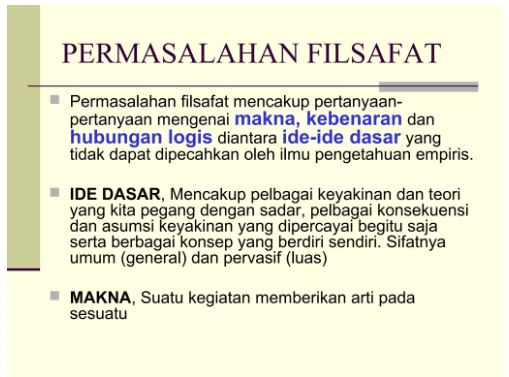 PERMASALAHAN FILSAFAT
Permasalahan filsafat mencakup pertanyaan-
pertanyaan mengenai makna, kebenaran dan
hubungan logis diantara ide-ide dasar yang
tidak dapat dipecahkan oleh ilmu pengetahuan empiris.
IDE DASAR, Mencakup pelbagai keyakinan dan teori
yang kita pegang dengan sadar, pelbagai konsekuensi
dan asumsi keyakinan yang dipercayai begitu saja
serta berbagai konsep yang berdiri sendiri. Sifatnya
umum (general) dan pervasif (luas)
MAKNA, Suatu kegiatan memberikan arti pada
sesuatu